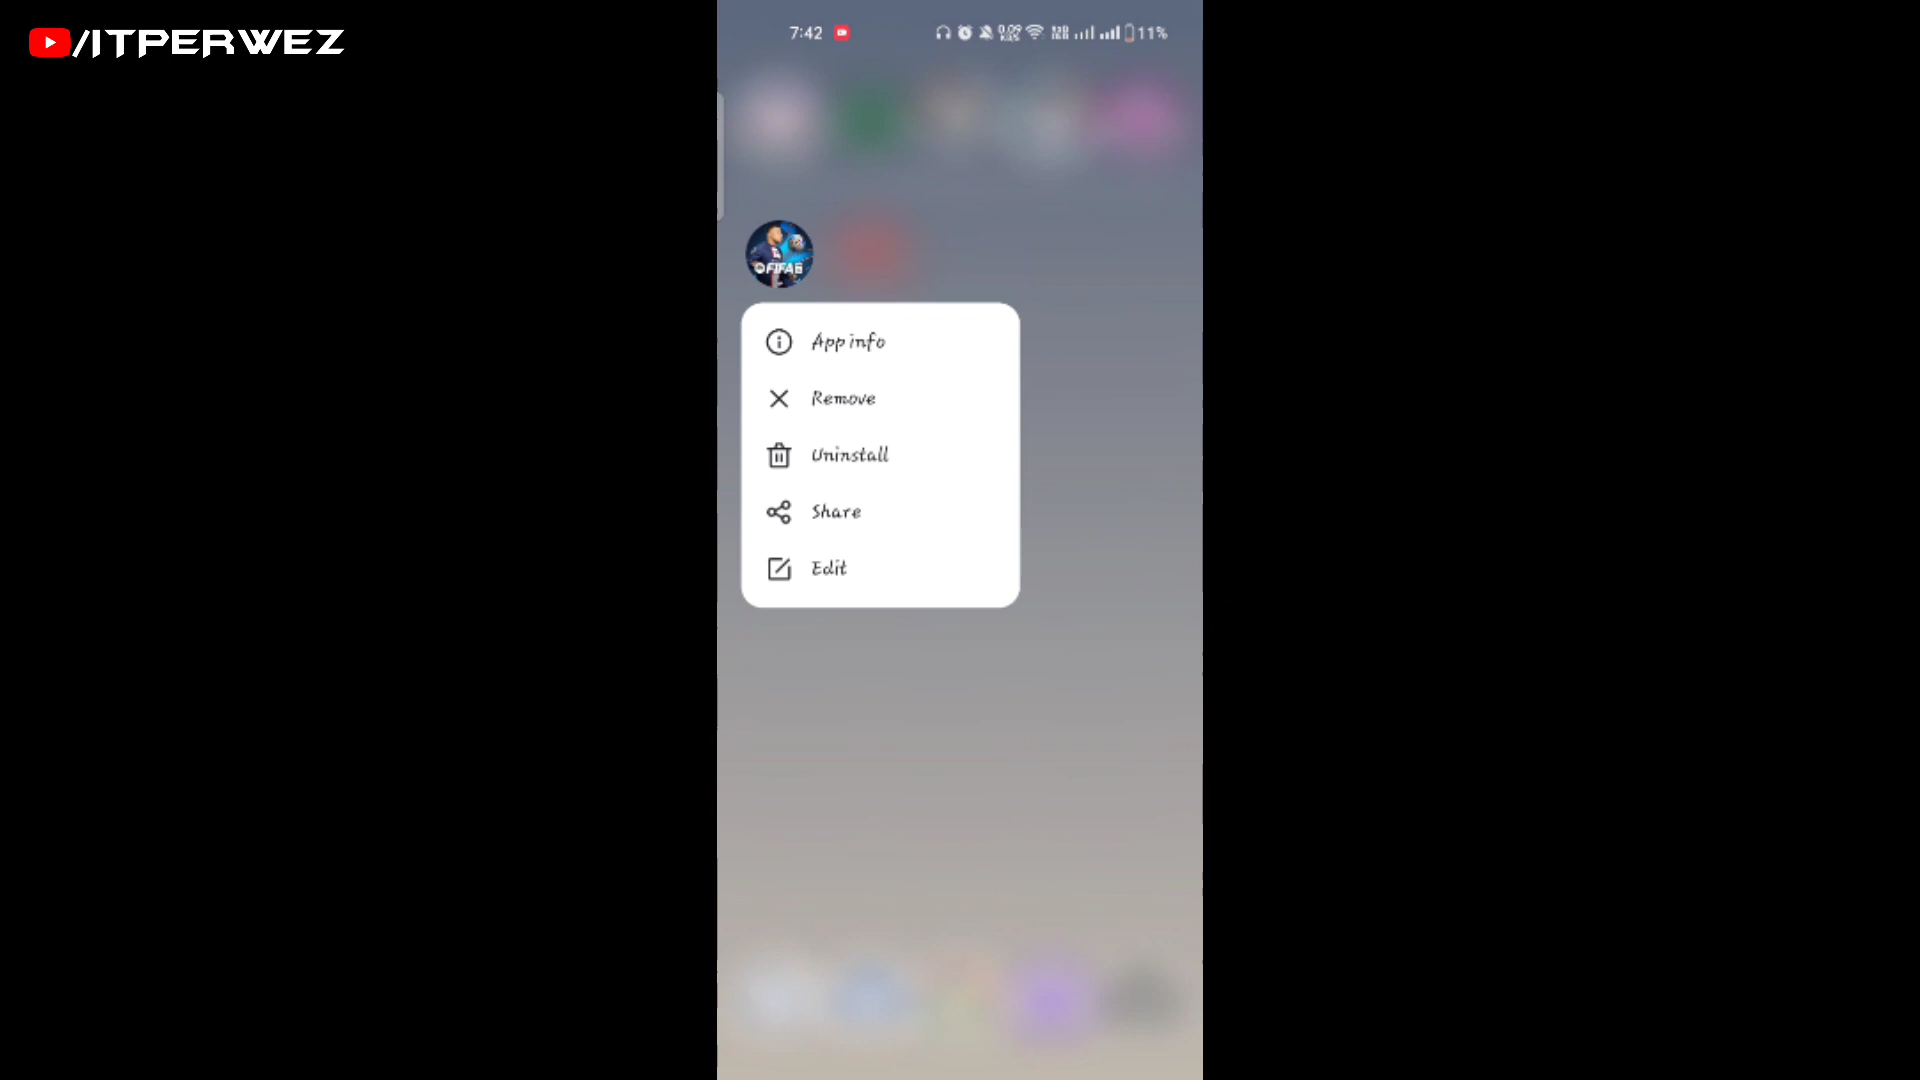 /ITPERWEZ
7:42
11%
FIFA
App info
Remove
Uninstall
Share
Edit